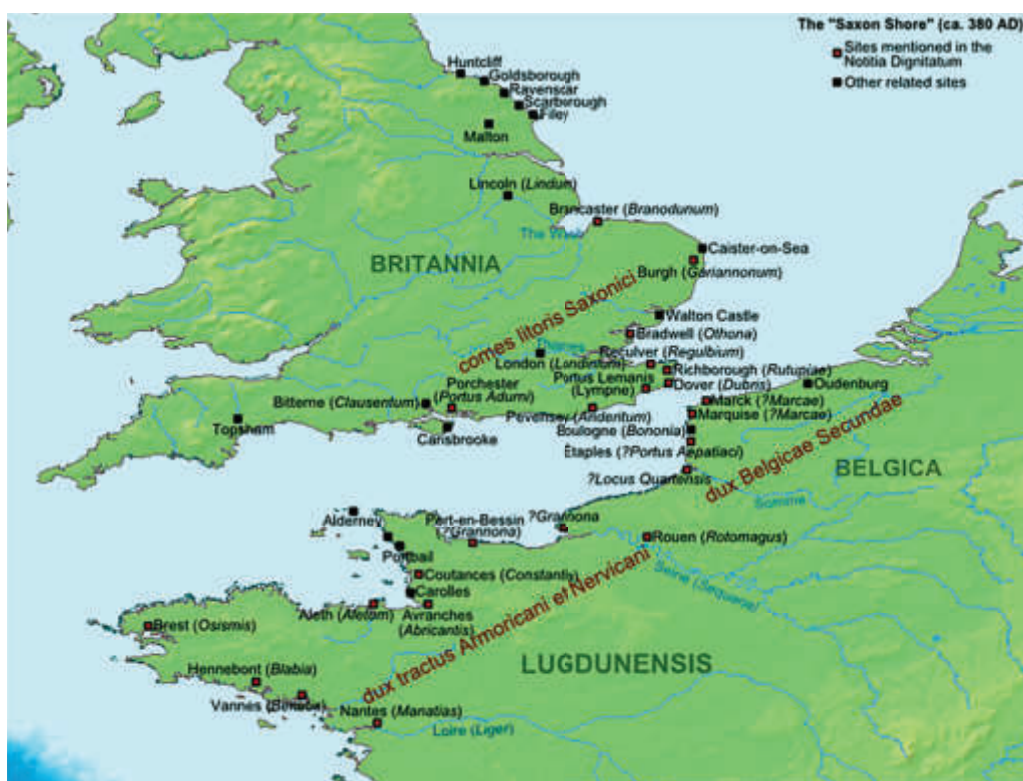 The "Saxon Shore" (ca. 380 AD)
Sites mentioned in the
Notitia Dignitatum
Other related sites
Huntcliff
Goldsborough
Ravenscar
Scarborough
Filey
Malton
Lincoln (Lindun)
Brancaster (Branodunum)
The Wash
Caister-on-Sea
BRITANNIA
Burgh (Gariannonum)
comes litoris Saxonici
Walton Castle
Bradwell (Othona)
Thames
Reculver (Regulbium)
London (Londinium)
Richborough (Rutupiae)
Portus Lemanis
(Lympne)
Dover (Dubris)
Oudenburg
Porchester
(Portus Adurni)
Bitterne (Clausentum)
Marck (?Marcae)
Pevensey (Anderitum)
Marquise (?Marcae)
Topsham
Carisbrooke
Boulogne (Bononia)
Étaples (?Portus Aepatiaci)
dux Belgicae Secundae
BELGICA
?Locus Quartensis
Somme
Alderney
Port-en-Bessin
(?Grannona)
?Grannona
Portbail
Rouen (Rotomagus)
Seine (Sequana)
Coutances (Constantia)
Carolles
Aleth (Aletum)
Avranches
(Abricantis)
Brest (Osismis)
dux tractus Armoricani et Nervicani
LUGDUNENSIS
Hennebont (Blabia)
Vannes (Benetis)
Nantes (Manatias)
Loire (Liger)